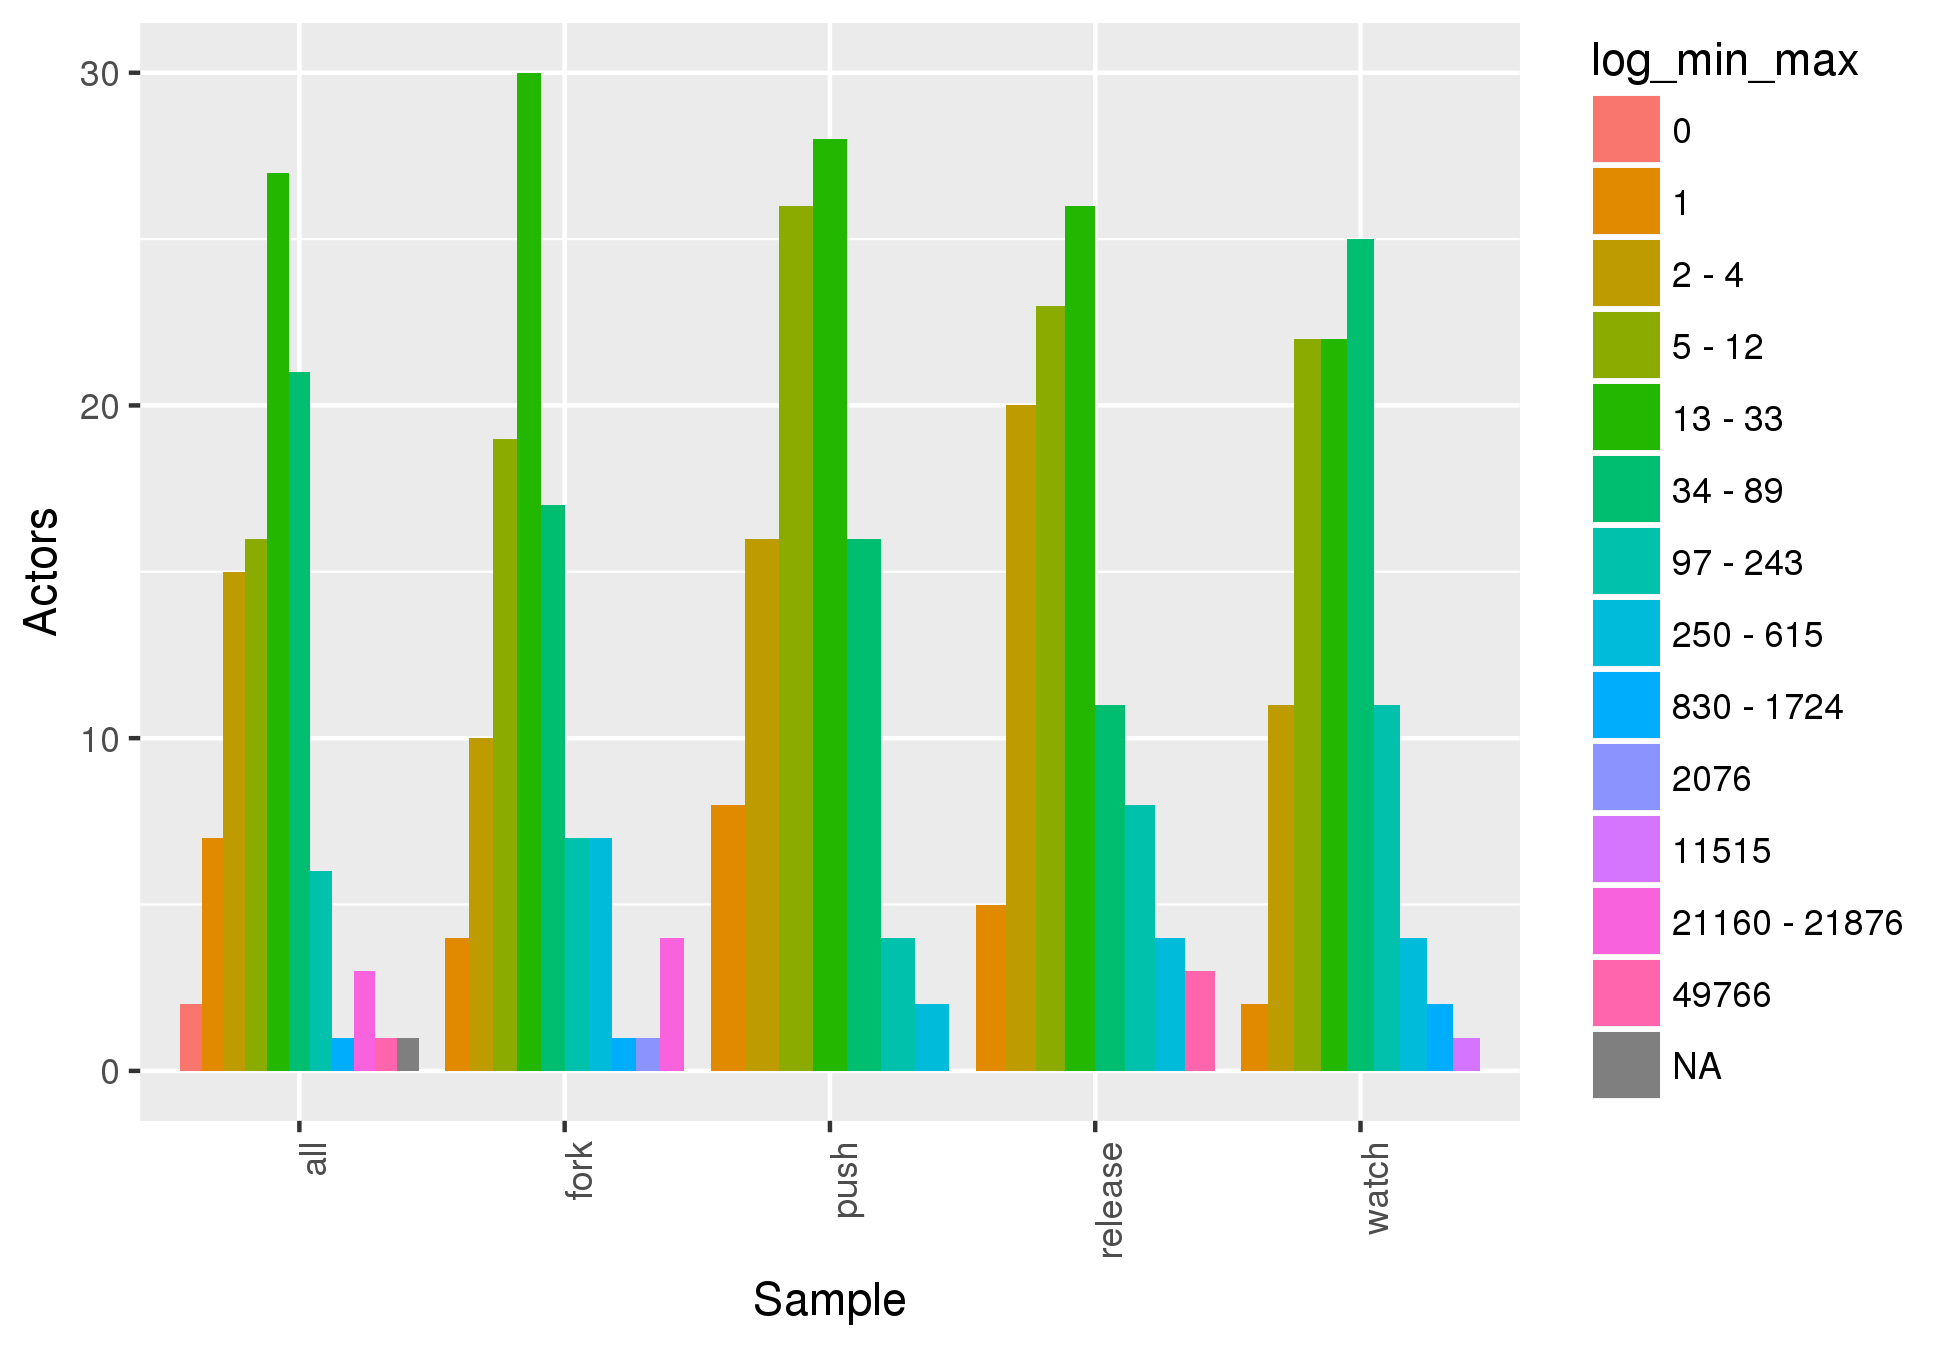 30
20
10
0
Actors
all
fork
push
release
watch
Sample
log_min_max
0
1
2 - 4
5 - 12
13 - 33
34 - 89
97 - 243
250 - 615
830 - 1724
2076
11515
21160 - 21876
49766
NA